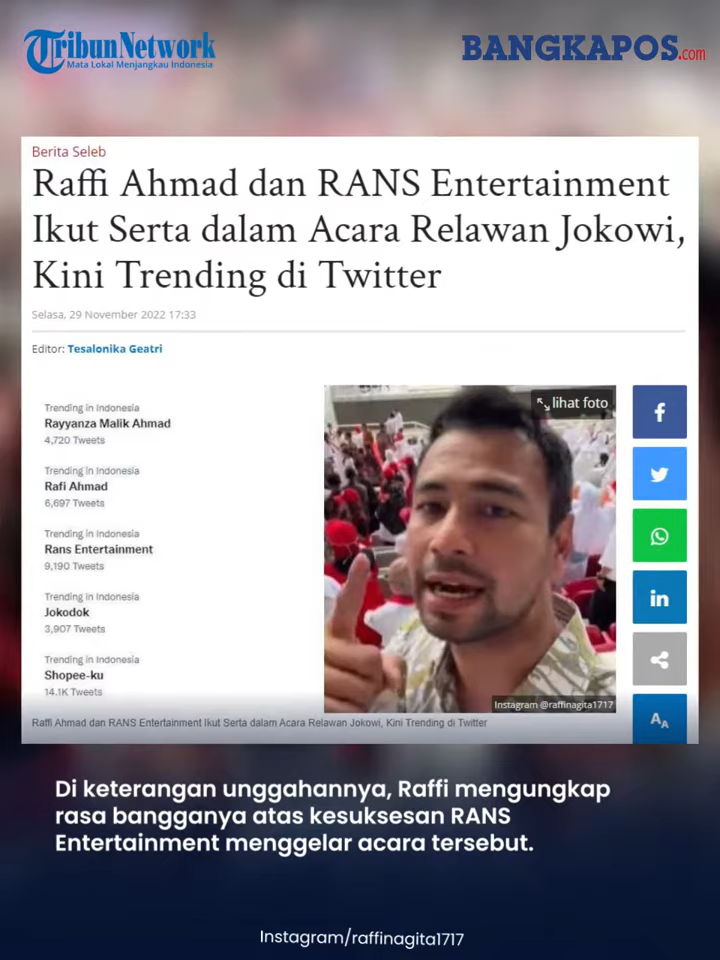 TribunNetwork
Mata Lokal Menjangkau Indonesia
BANGKAPOS.com
Berita Seleb
Raffi Ahmad dan RANS Entertainment
Ikut Serta dalam Acara Relawan Jokowi,
Kini Trending di Twitter
Selasa, 29 November 2022 17:33
Editor: Tesalonika Geatri
Trending in Indonesia
Rayyanza Malik Ahmad
4,720 Tweets
Trending in Indonesia
Rafi Ahmad
6,697 Tweets
Trending in Indonesia
Rans Entertainment
9,190 Tweets
Trending in Indonesia
Jokodok
3,907 Tweets
Trending in Indonesia
Shopee-ku
14.1K Tweets
lihat foto
Instagram @raffinagita1717
f
in
AA
Raffi Ahmad dan RANS Entertainment Ikut Serta dalam Acara Relawan Jokowi, Kini Trending di Twitter
Di keterangan unggahannya, Raffi mengungkap
rasa bangganya atas kesuksesan RANS
Entertainment menggelar acara tersebut.
Instagram/raffinagita1717